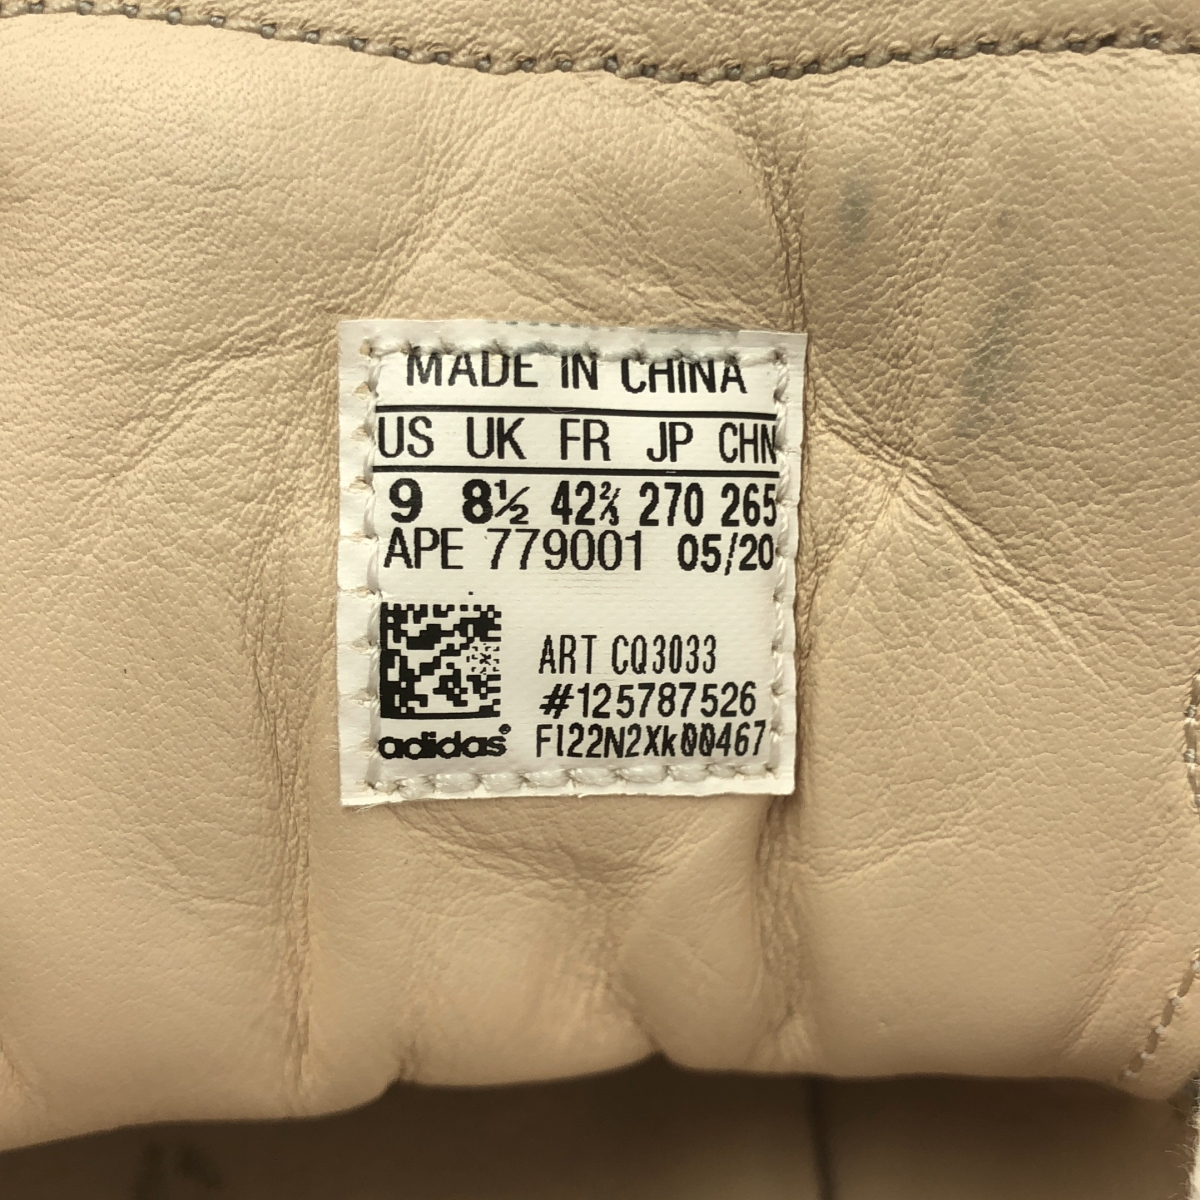 MADE IN CHINA
US UK FR JP CHN
9 8½ 42⅔ 270 265
APE 779001 05/20
ART CQ3033
#125787526
adidas® F122N2Xk00467